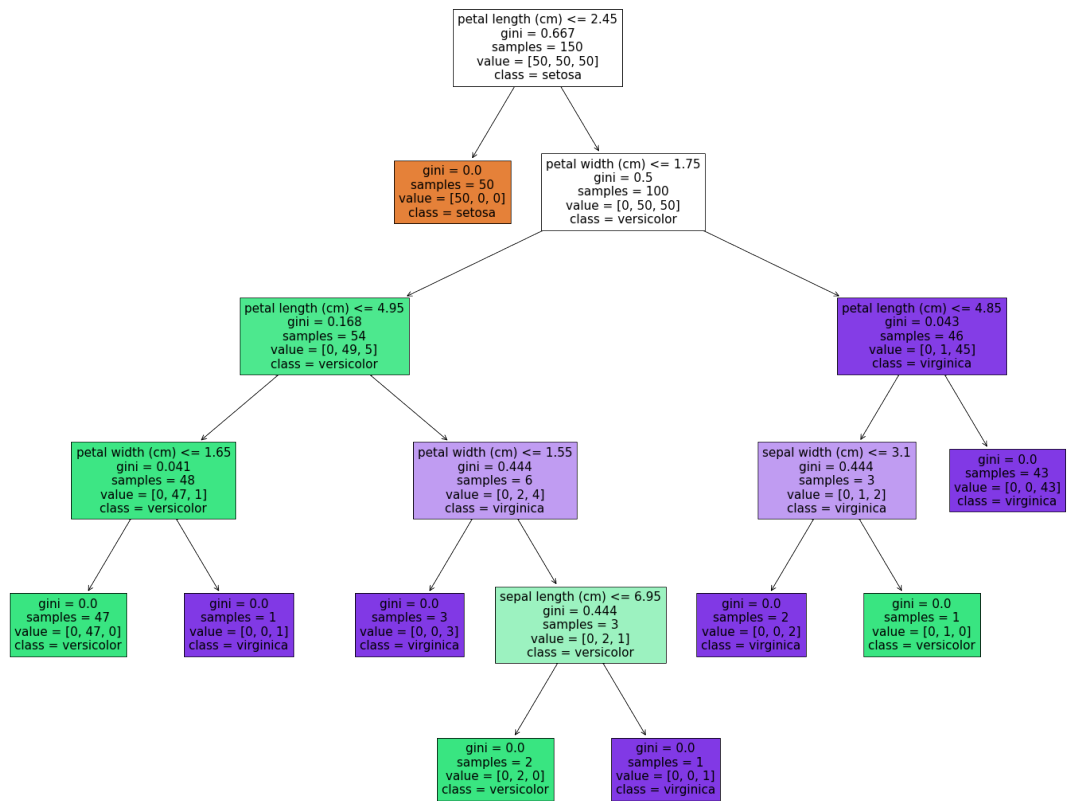 petal length (cm) <= 2.45
gini = 0.667
samples = 150
value = [50, 50, 50]
class = setosa
gini = 0.0
samples = 50
value = [50, 0, 0]
class = setosa
petal width (cm) <= 1.75
gini = 0.5
samples = 100
value = [0, 50, 50]
class = versicolor
petal length (cm) <= 4.95
gini = 0.168
samples = 54
value = [0, 49, 5]
class = versicolor
petal length (cm) <= 4.85
gini = 0.043
samples = 46
value = [0, 1, 45]
class = virginica
petal width (cm) <= 1.65
gini = 0.041
samples = 48
value = [0, 47, 1]
class = versicolor
petal width (cm) <= 1.55
gini = 0.444
samples = 6
value = [0, 2, 4]
class = virginica
sepal width (cm) <= 3.1
gini = 0.444
samples = 3
value = [0, 1, 2]
class = virginica
gini = 0.0
samples = 43
value = [0, 0, 43]
class = virginica
gini = 0.0
samples = 47
value = [0, 47, 0]
class = versicolor
gini = 0.0
samples = 1
value = [0, 0, 1]
class = virginica
gini = 0.0
samples = 3
value = [0, 0, 3]
class = virginica
sepal length (cm) <= 6.95
gini = 0.444
samples = 3
value = [0, 2, 1]
class = versicolor
gini = 0.0
samples = 2
value = [0, 0, 2]
class = virginica
gini = 0.0
samples = 1
value = [0, 1, 0]
class = versicolor
gini = 0.0
samples = 2
value = [0, 2, 0]
class = versicolor
gini = 0.0
samples = 1
value = [0, 0, 1]
class = virginica